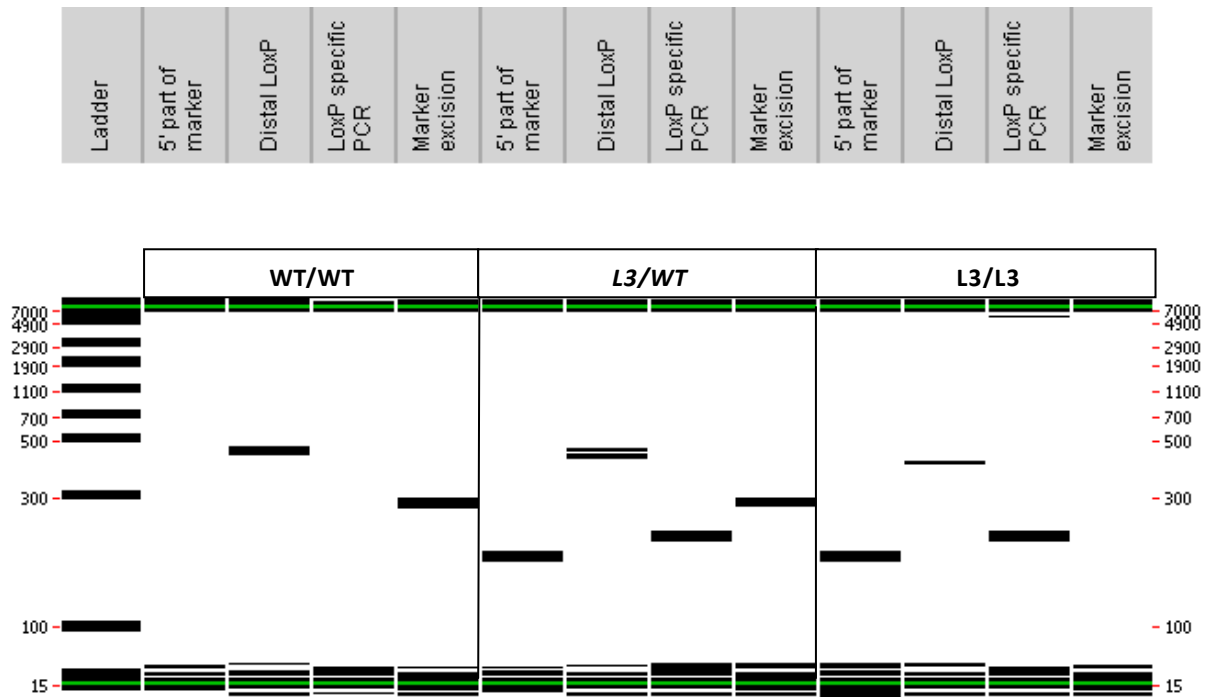 Ladder
5' part of
marker
Distal LoxP
LoxP specific
PCR
Marker
excision
5' part of
marker
Distal LoxP
LoxP specific
PCR
Marker
excision
5' part of
marker
Distal LoxP
LoxP specific
PCR
Marker
excision
WT/WT L3/WT L3/L3
7000 7000
4900 4900
2900 2900
1900 1900
1100 1100
700 700
500 500
300 300
100 100
15 15